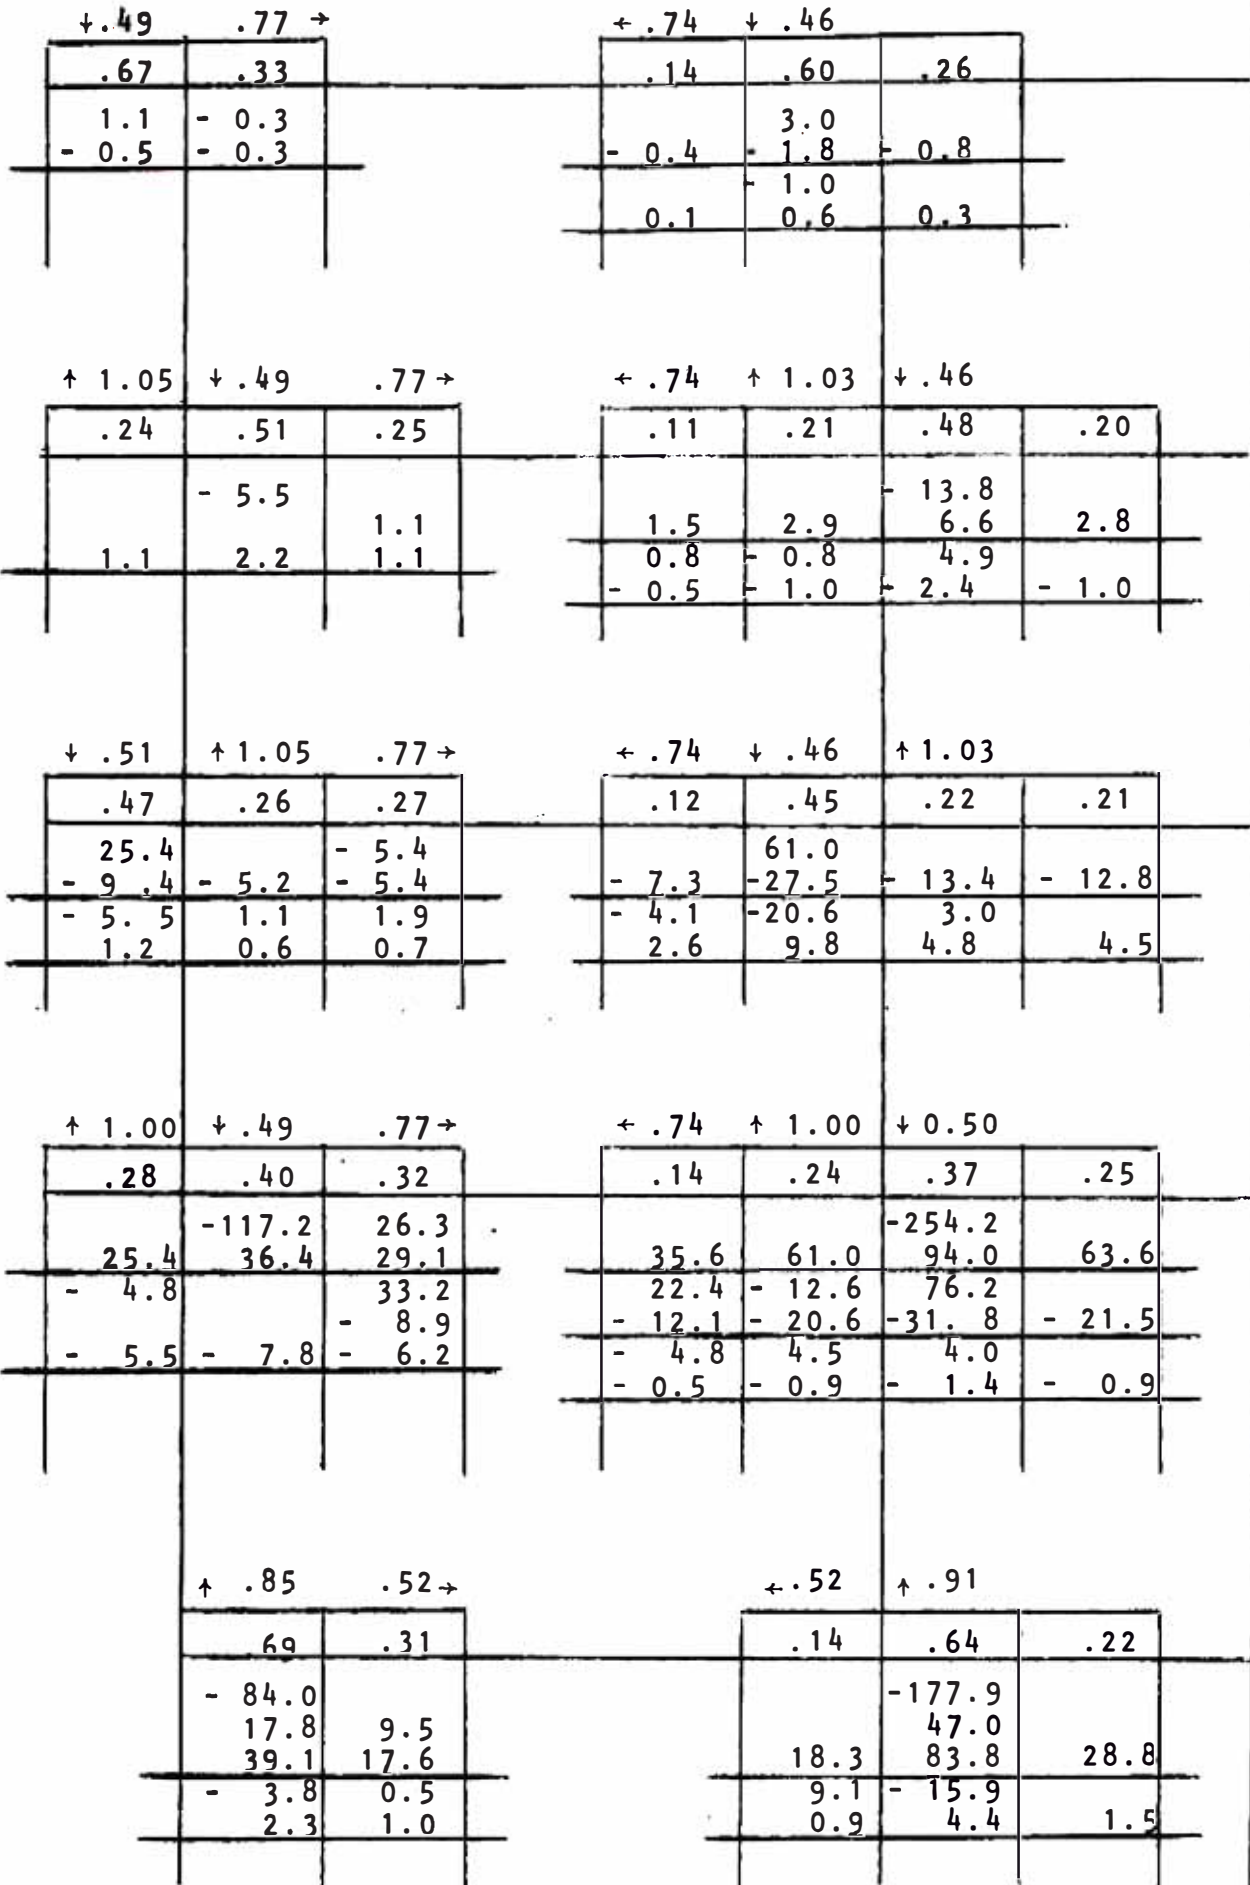 ↓.49 .77 → ← .74 ↓ .46
.67 .33 .14 .60 .26
1.1 - 0.3 3.0
- 0.5 - 0.3 - 0.4 - 1.8 - 0.8
- 1.0
0.1 0.6 0.3
↑ 1.05 ↓ .49 .77 → ← .74 ↑ 1.03 ↓ .46
.24 .51 .25 .11 .21 .48 .20
- 5.5 - 13.8
1.1 1.5 2.9 6.6 2.8
1.1 2.2 1.1 0.8 - 0.8 4.9
- 0.5 - 1.0 - 2.4 - 1.0
↓ .51 ↑ 1.05 .77 → ← .74 ↓ .46 ↑ 1.03
.47 .26 .27 .12 .45 .22 .21
25.4 - 5.4 61.0
- 9 .4 - 5.2 - 5.4 - 7.3 -27.5 - 13.4 - 12.8
- 5. 5 1.1 1.9 - 4.1 -20.6 3.0
1.2 0.6 0.7 2.6 9.8 4.8 4.5
↑ 1.00 ↓ .49 .77 → ← .74 ↑ 1.00 ↓ 0.50
.28 .40 .32 .14 .24 .37 .25
-117.2 26.3 -254.2
25.4 36.4 29.1 35.6 61.0 94.0 63.6
- 4.8 33.2 22.4 - 12.6 76.2
- 8.9 - 12.1 - 20.6 -31. 8 - 21.5
- 5.5 - 7.8 - 6.2 - 4.8 4.5 4.0
- 0.5 - 0.9 - 1.4 - 0.9
↑ .85 .52 → ← .52 ↑ .91
69 .31 .14 .64 .22
- 84.0 -177.9
17.8 9.5 47.0
39.1 17.6 18.3 83.8 28.8
- 3.8 0.5 9.1 - 15.9
2.3 1.0 0.9 4.4 1.5